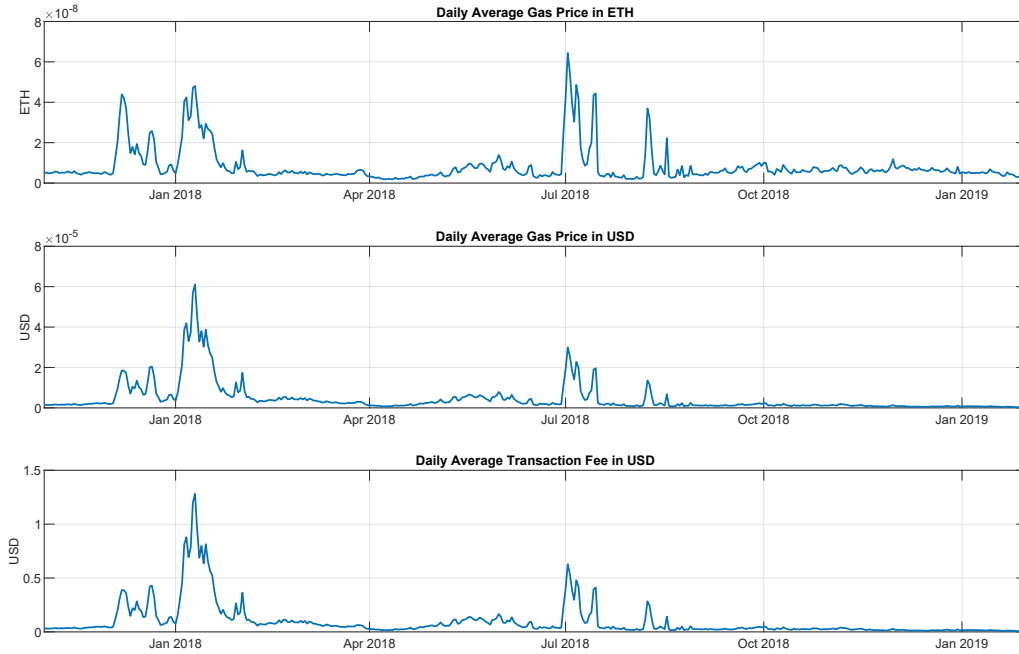 Daily Average Gas Price in ETH
×10⁻⁸
8
6
4
2
0
ETH
Jan 2018 Apr 2018 Jul 2018 Oct 2018 Jan 2019
Daily Average Gas Price in USD
×10⁻⁵
8
6
4
2
0
USD
Jan 2018 Apr 2018 Jul 2018 Oct 2018 Jan 2019
Daily Average Transaction Fee in USD
1.5
1
0.5
0
USD
Jan 2018 Apr 2018 Jul 2018 Oct 2018 Jan 2019